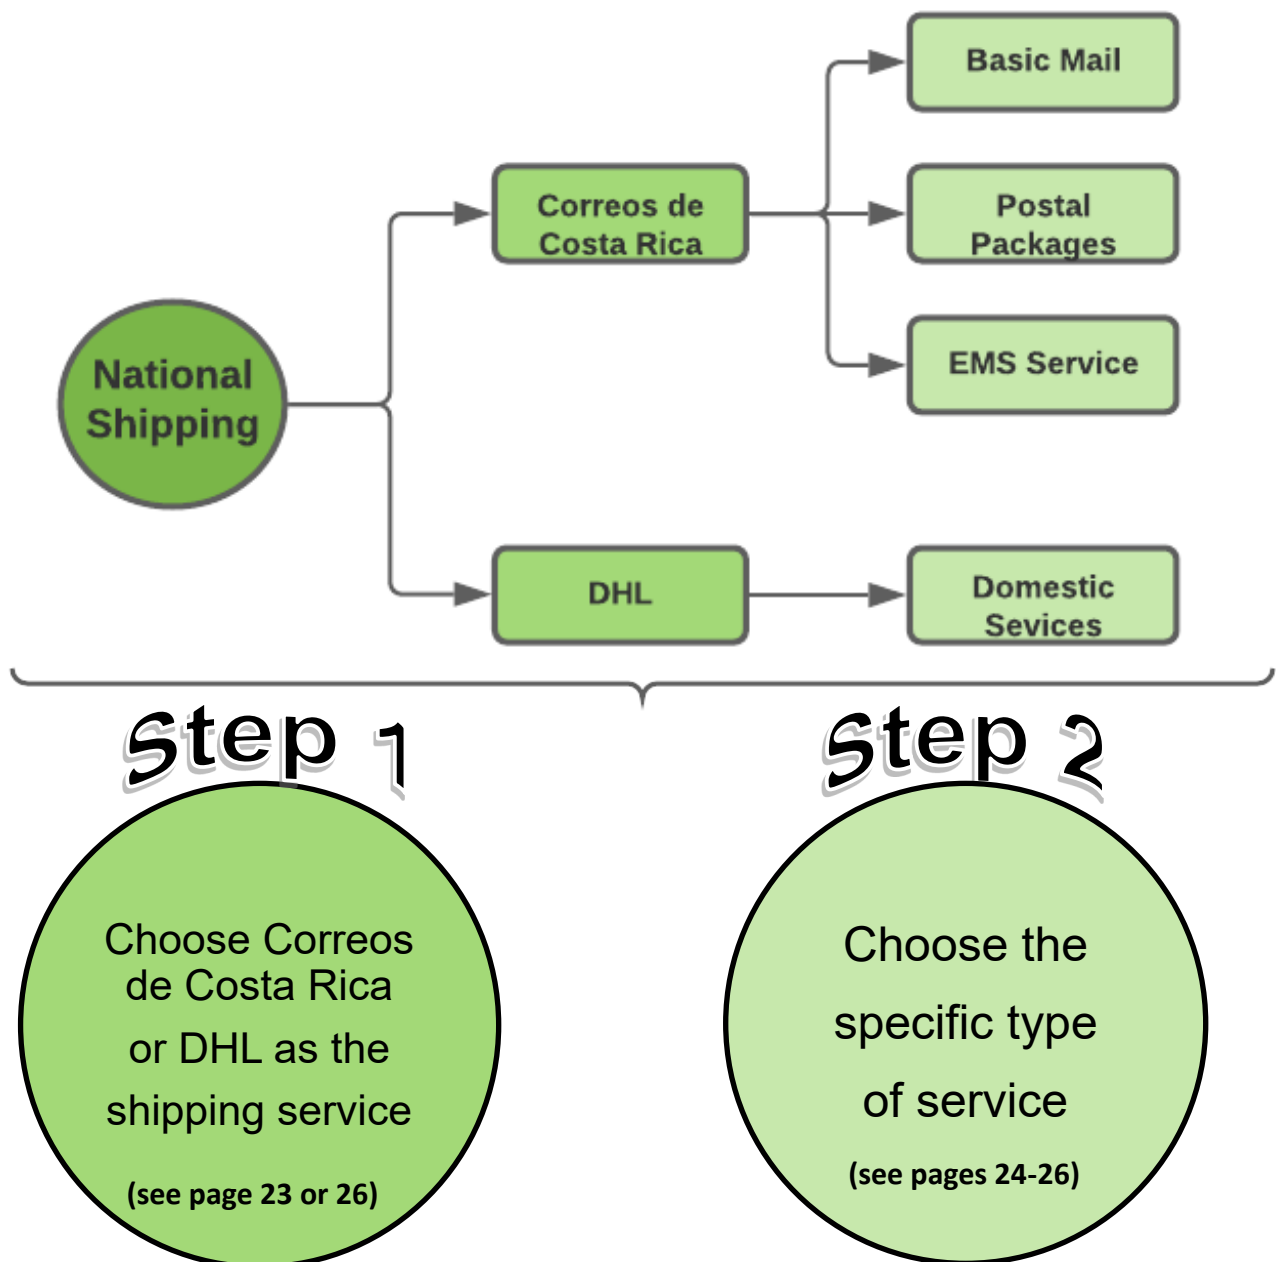 Basic Mail
Correos de
Costa Rica
Postal
Packages
EMS Service
National
Shipping
DHL
Domestic
Sevices
Step 1
Choose Correos
de Costa Rica
or DHL as the
shipping service
(see page 23 or 26)
Step 2
Choose the
specific type
of service
(see pages 24-26)